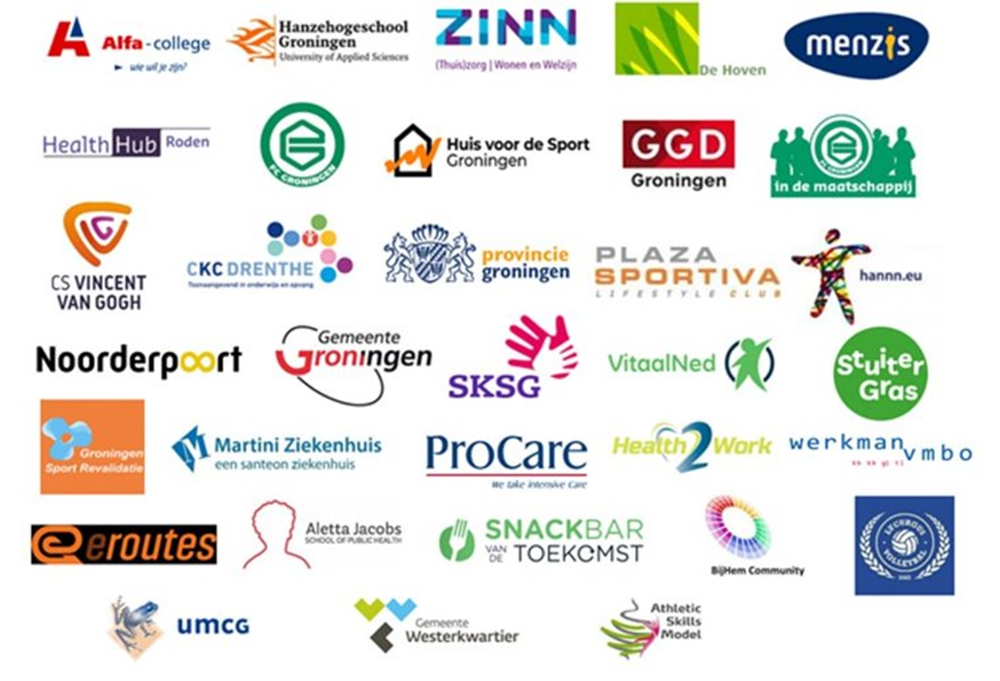 Alfa-college
wie wil je zijn?
Hanzehogeschool
Groningen
University of Applied Sciences
ZINN
(Thuis)zorg | Wonen en Welzijn
De Hoven
menzis
HealthHub Roden
FC GRONINGEN
Huis voor de Sport
Groningen
GGD
Groningen
FC GRONINGEN
in de maatschappij
CS VINCENT
VAN GOGH
CKC DRENTHE
Toonaangevend in onderwijs en opvang
provincie
groningen
PLAZA
SPORTIVA
LIFESTYLE CLUB
hannn.eu
Noorderpoort
Gemeente
Groningen
SKSG
VitaalNed
Stuiter
Gras
Groningen
Sport Revalidatie
Martini Ziekenhuis
een santeon ziekenhuis
ProCare
We take intensive Care
Health2Work
werkman
vmbo
eroutes
Aletta Jacobs
SCHOOL OF PUBLIC HEALTH
SNACKBAR
VAN DE TOEKOMST
BijHem Community
LYCURGUS
VOLLEYBAL
umcg
Gemeente
Westerkwartier
Athletic
Skills
Model